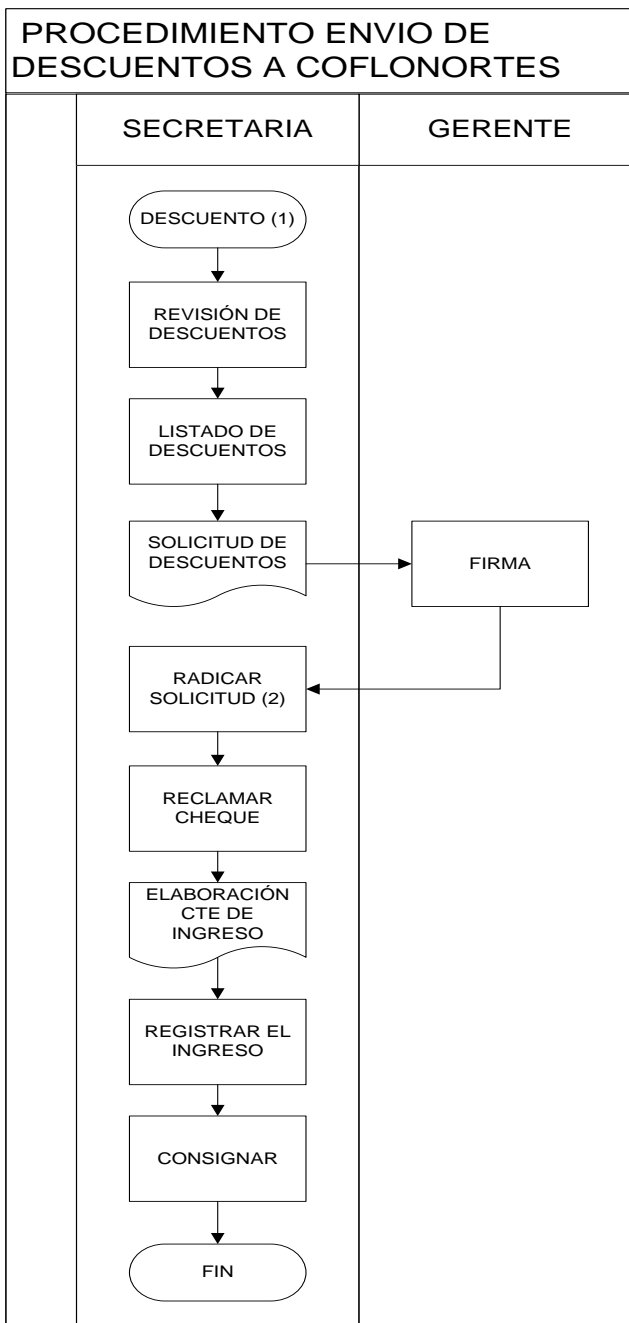 PROCEDIMIENTO ENVIO DE
DESCUENTOS A COFLONORTES
SECRETARIA
GERENTE
DESCUENTO (1)
REVISIÓN DE
DESCUENTOS
LISTADO DE
DESCUENTOS
SOLICITUD DE
DESCUENTOS
FIRMA
RADICAR
SOLICITUD (2)
RECLAMAR
CHEQUE
ELABORACIÓN
CTE DE
INGRESO
REGISTRAR EL
INGRESO
CONSIGNAR
FIN